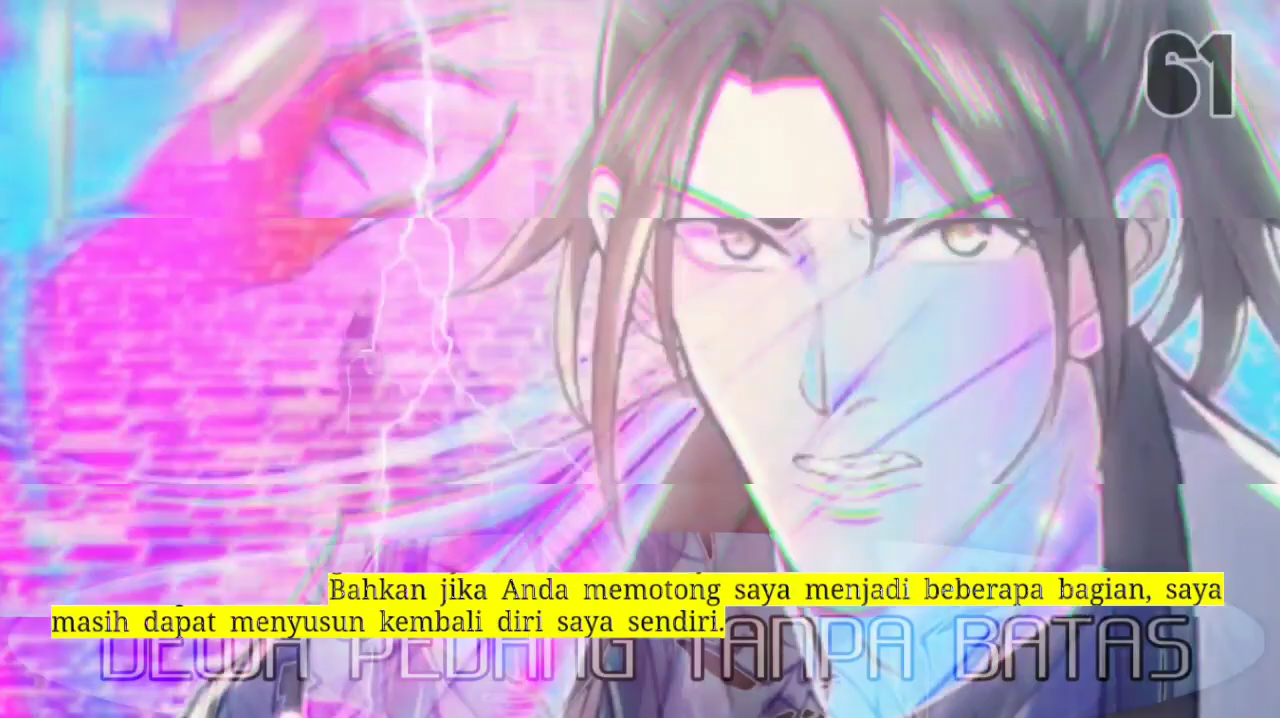 61
Bahkan jika Anda memotong saya menjadi beberapa bagian, saya
masih dapat menyusun kembali diri saya sendiri.
DEWA PEDANG TANPA BATAS